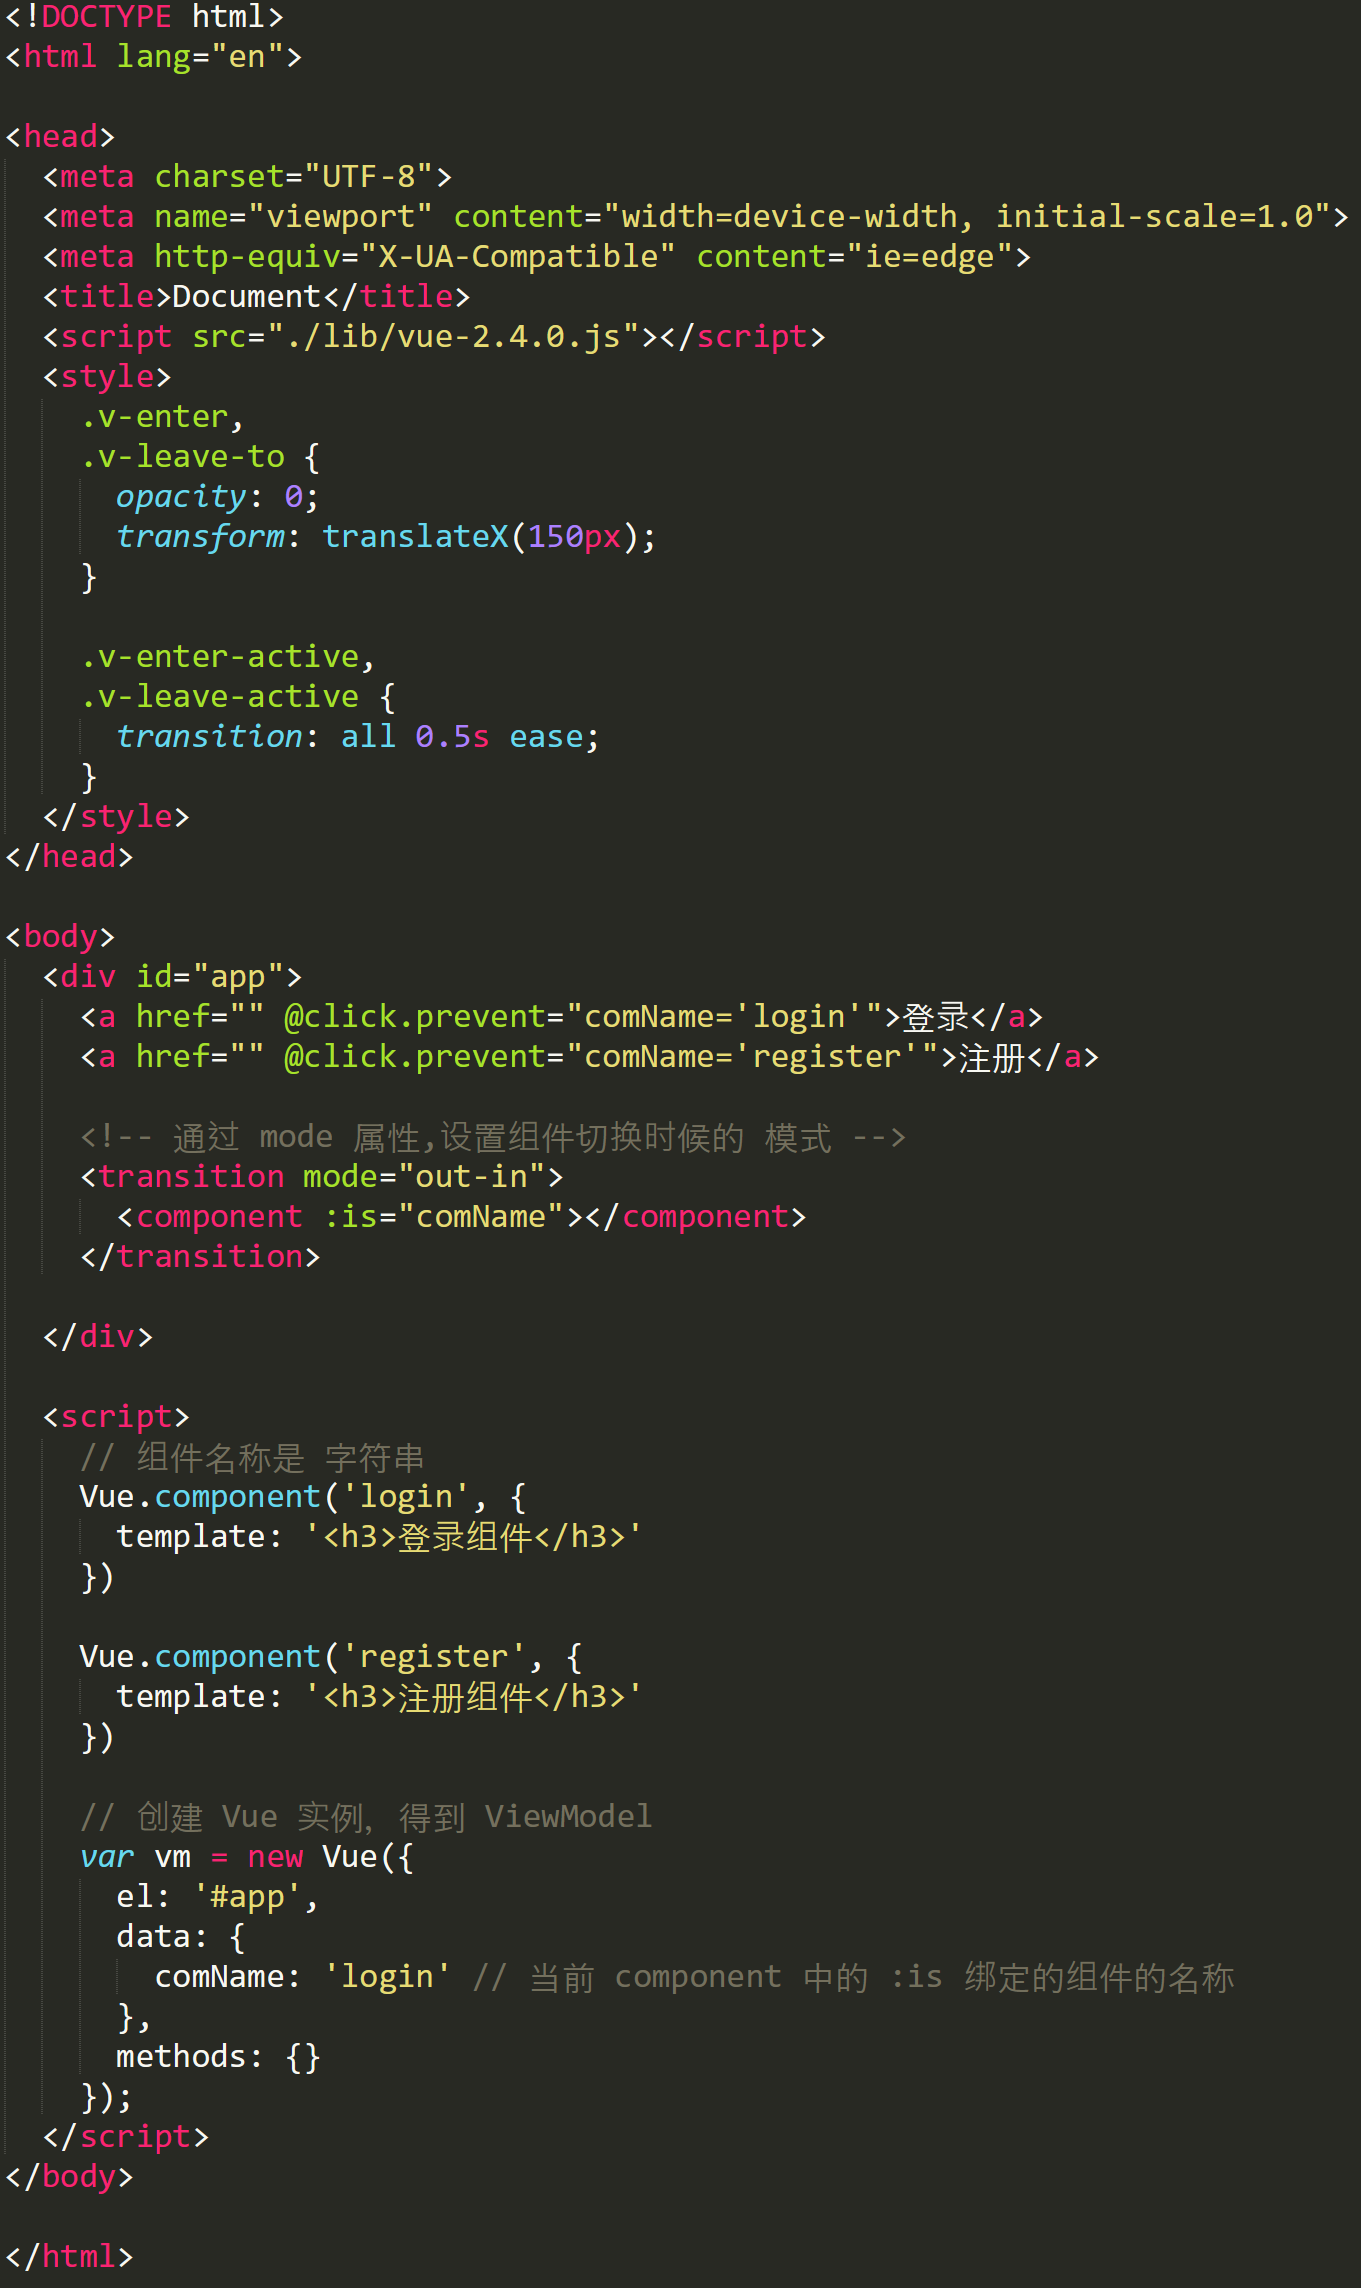 <!DOCTYPE html>
<html lang="en">

<head>
  <meta charset="UTF-8">
  <meta name="viewport" content="width=device-width, initial-scale=1.0">
  <meta http-equiv="X-UA-Compatible" content="ie=edge">
  <title>Document</title>
  <script src="./lib/vue-2.4.0.js"></script>
  <style>
    .v-enter,
    .v-leave-to {
      opacity: 0;
      transform: translateX(150px);
    }

    .v-enter-active,
    .v-leave-active {
      transition: all 0.5s ease;
    }
  </style>
</head>

<body>
  <div id="app">
    <a href="" @click.prevent="comName='login'">登录</a>
    <a href="" @click.prevent="comName='register'">注册</a>

    <!-- 通过 mode 属性,设置组件切换时候的 模式 -->
    <transition mode="out-in">
      <component :is="comName"></component>
    </transition>

  </div>

  <script>
    // 组件名称是 字符串
    Vue.component('login', {
      template: '<h3>登录组件</h3>'
    })

    Vue.component('register', {
      template: '<h3>注册组件</h3>'
    })

    // 创建 Vue 实例，得到 ViewModel
    var vm = new Vue({
      el: '#app',
      data: {
        comName: 'login' // 当前 component 中的 :is 绑定的组件的名称
      },
      methods: {}
    });
  </script>
</body>

</html>